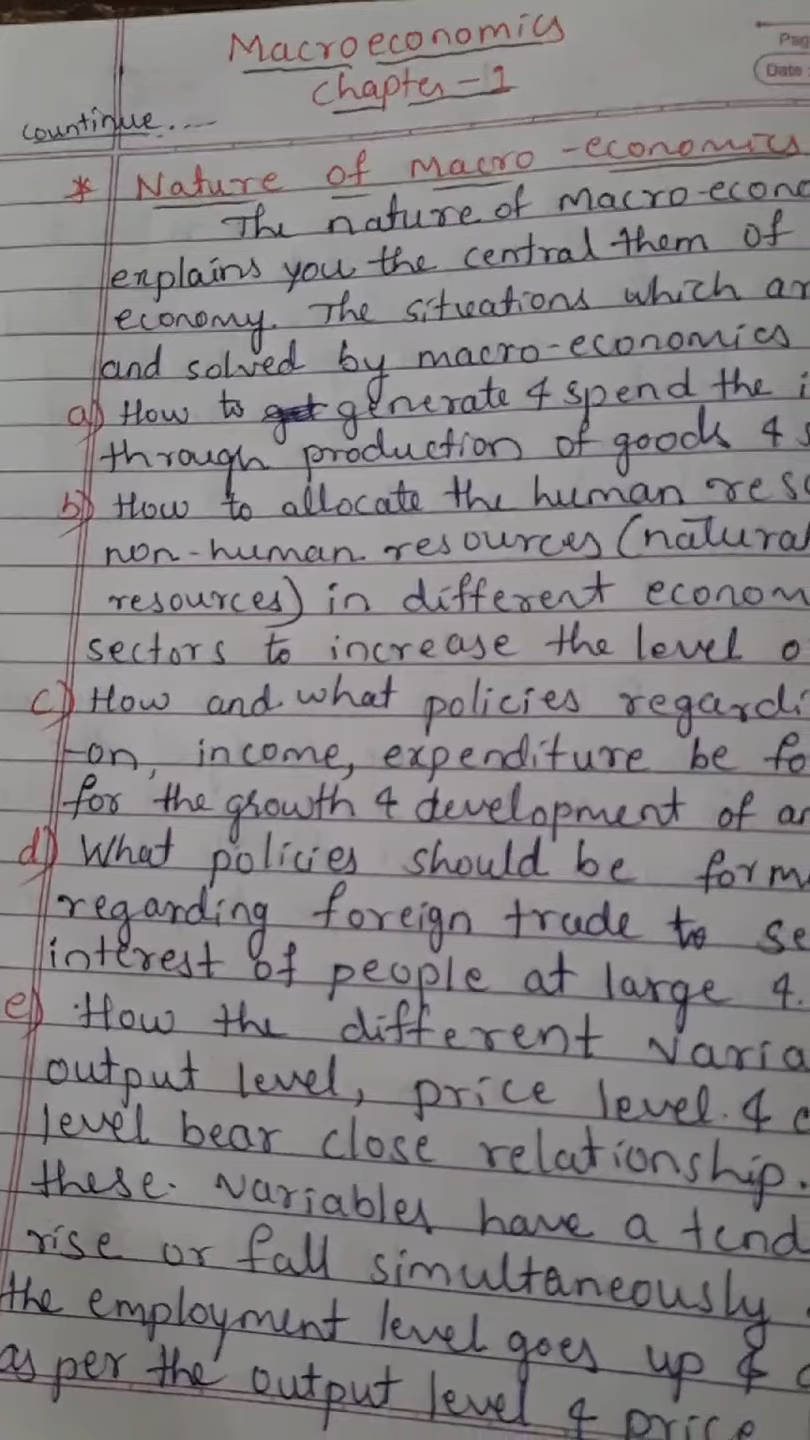 Macroeconomics
Chapter-1
Pag
Date
countinue....
* Nature of Macro-economics
The nature of macro-econo
explains you the central them of
economy. The situations which ar
and solved by macro-economics
a) How to generate & spend the i
through production of goods & s
b) How to allocate the human reso
non-human resources (natural
resources) in different econom
sectors to increase the level o
c) How and what policies regardi
-on, income, expenditure be fo
for the growth & development of an
d) What policies should be form
regarding foreign trade to se
interest of people at large &
e) How the different varia
output level, price level. &
level bear close relationship.
these. variables have a tend
rise or fall simultaneously
the employment level goes up &
as per the output level & price